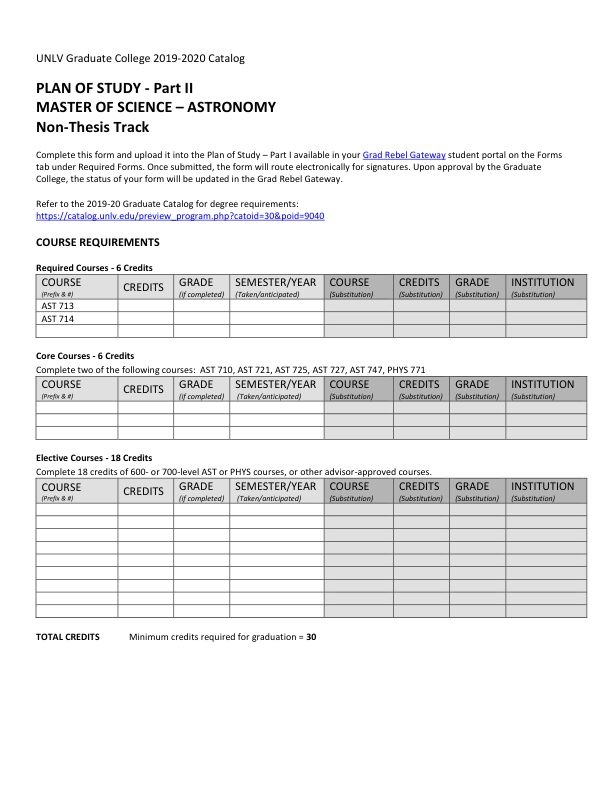 UNLV Graduate College 2019-2020 Catalog
PLAN OF STUDY - Part II
MASTER OF SCIENCE – ASTRONOMY
Non-Thesis Track
Complete this form and upload it into the Plan of Study – Part I available in your Grad Rebel Gateway student portal on the Forms
tab under Required Forms. Once submitted, the form will route electronically for signatures. Upon approval by the Graduate
College, the status of your form will be updated in the Grad Rebel Gateway.
Refer to the 2019-20 Graduate Catalog for degree requirements:
https://catalog.unlv.edu/preview_program.php?catoid=30&poid=9040
COURSE REQUIREMENTS
Required Courses - 6 Credits
COURSE CREDITS GRADE SEMESTER/YEAR COURSE CREDITS GRADE INSTITUTION
(Prefix & #) (if completed) (Taken/anticipated) (Substitution) (Substitution) (Substitution) (Substitution)
AST 713
AST 714
Core Courses - 6 Credits
Complete two of the following courses: AST 710, AST 721, AST 725, AST 727, AST 747, PHYS 771
COURSE CREDITS GRADE SEMESTER/YEAR COURSE CREDITS GRADE INSTITUTION
(Prefix & #) (if completed) (Taken/anticipated) (Substitution) (Substitution) (Substitution) (Substitution)
Elective Courses - 18 Credits
Complete 18 credits of 600- or 700-level AST or PHYS courses, or other advisor-approved courses.
COURSE CREDITS GRADE SEMESTER/YEAR COURSE CREDITS GRADE INSTITUTION
(Prefix & #) (if completed) (Taken/anticipated) (Substitution) (Substitution) (Substitution) (Substitution)
TOTAL CREDITS Minimum credits required for graduation = 30